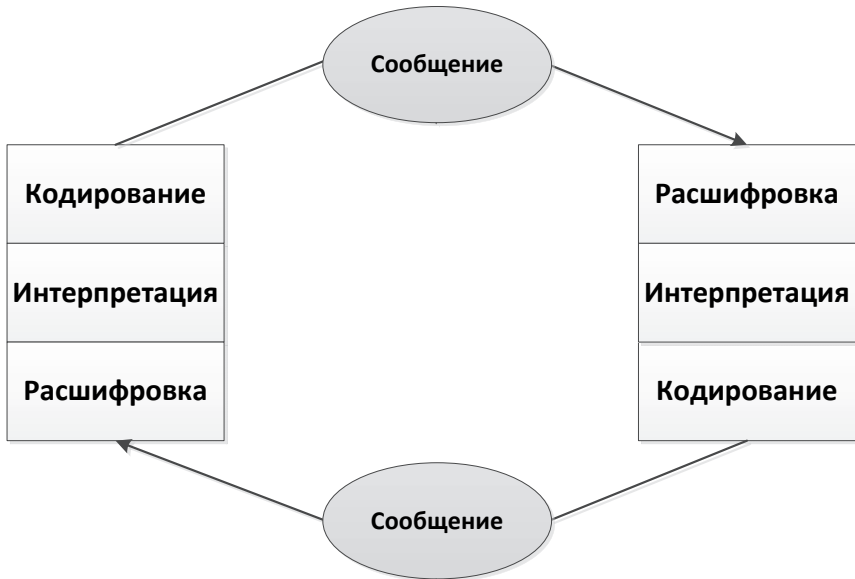 Сообщение
Кодирование
Расшифровка
Интерпретация
Интерпретация
Расшифровка
Кодирование
Сообщение